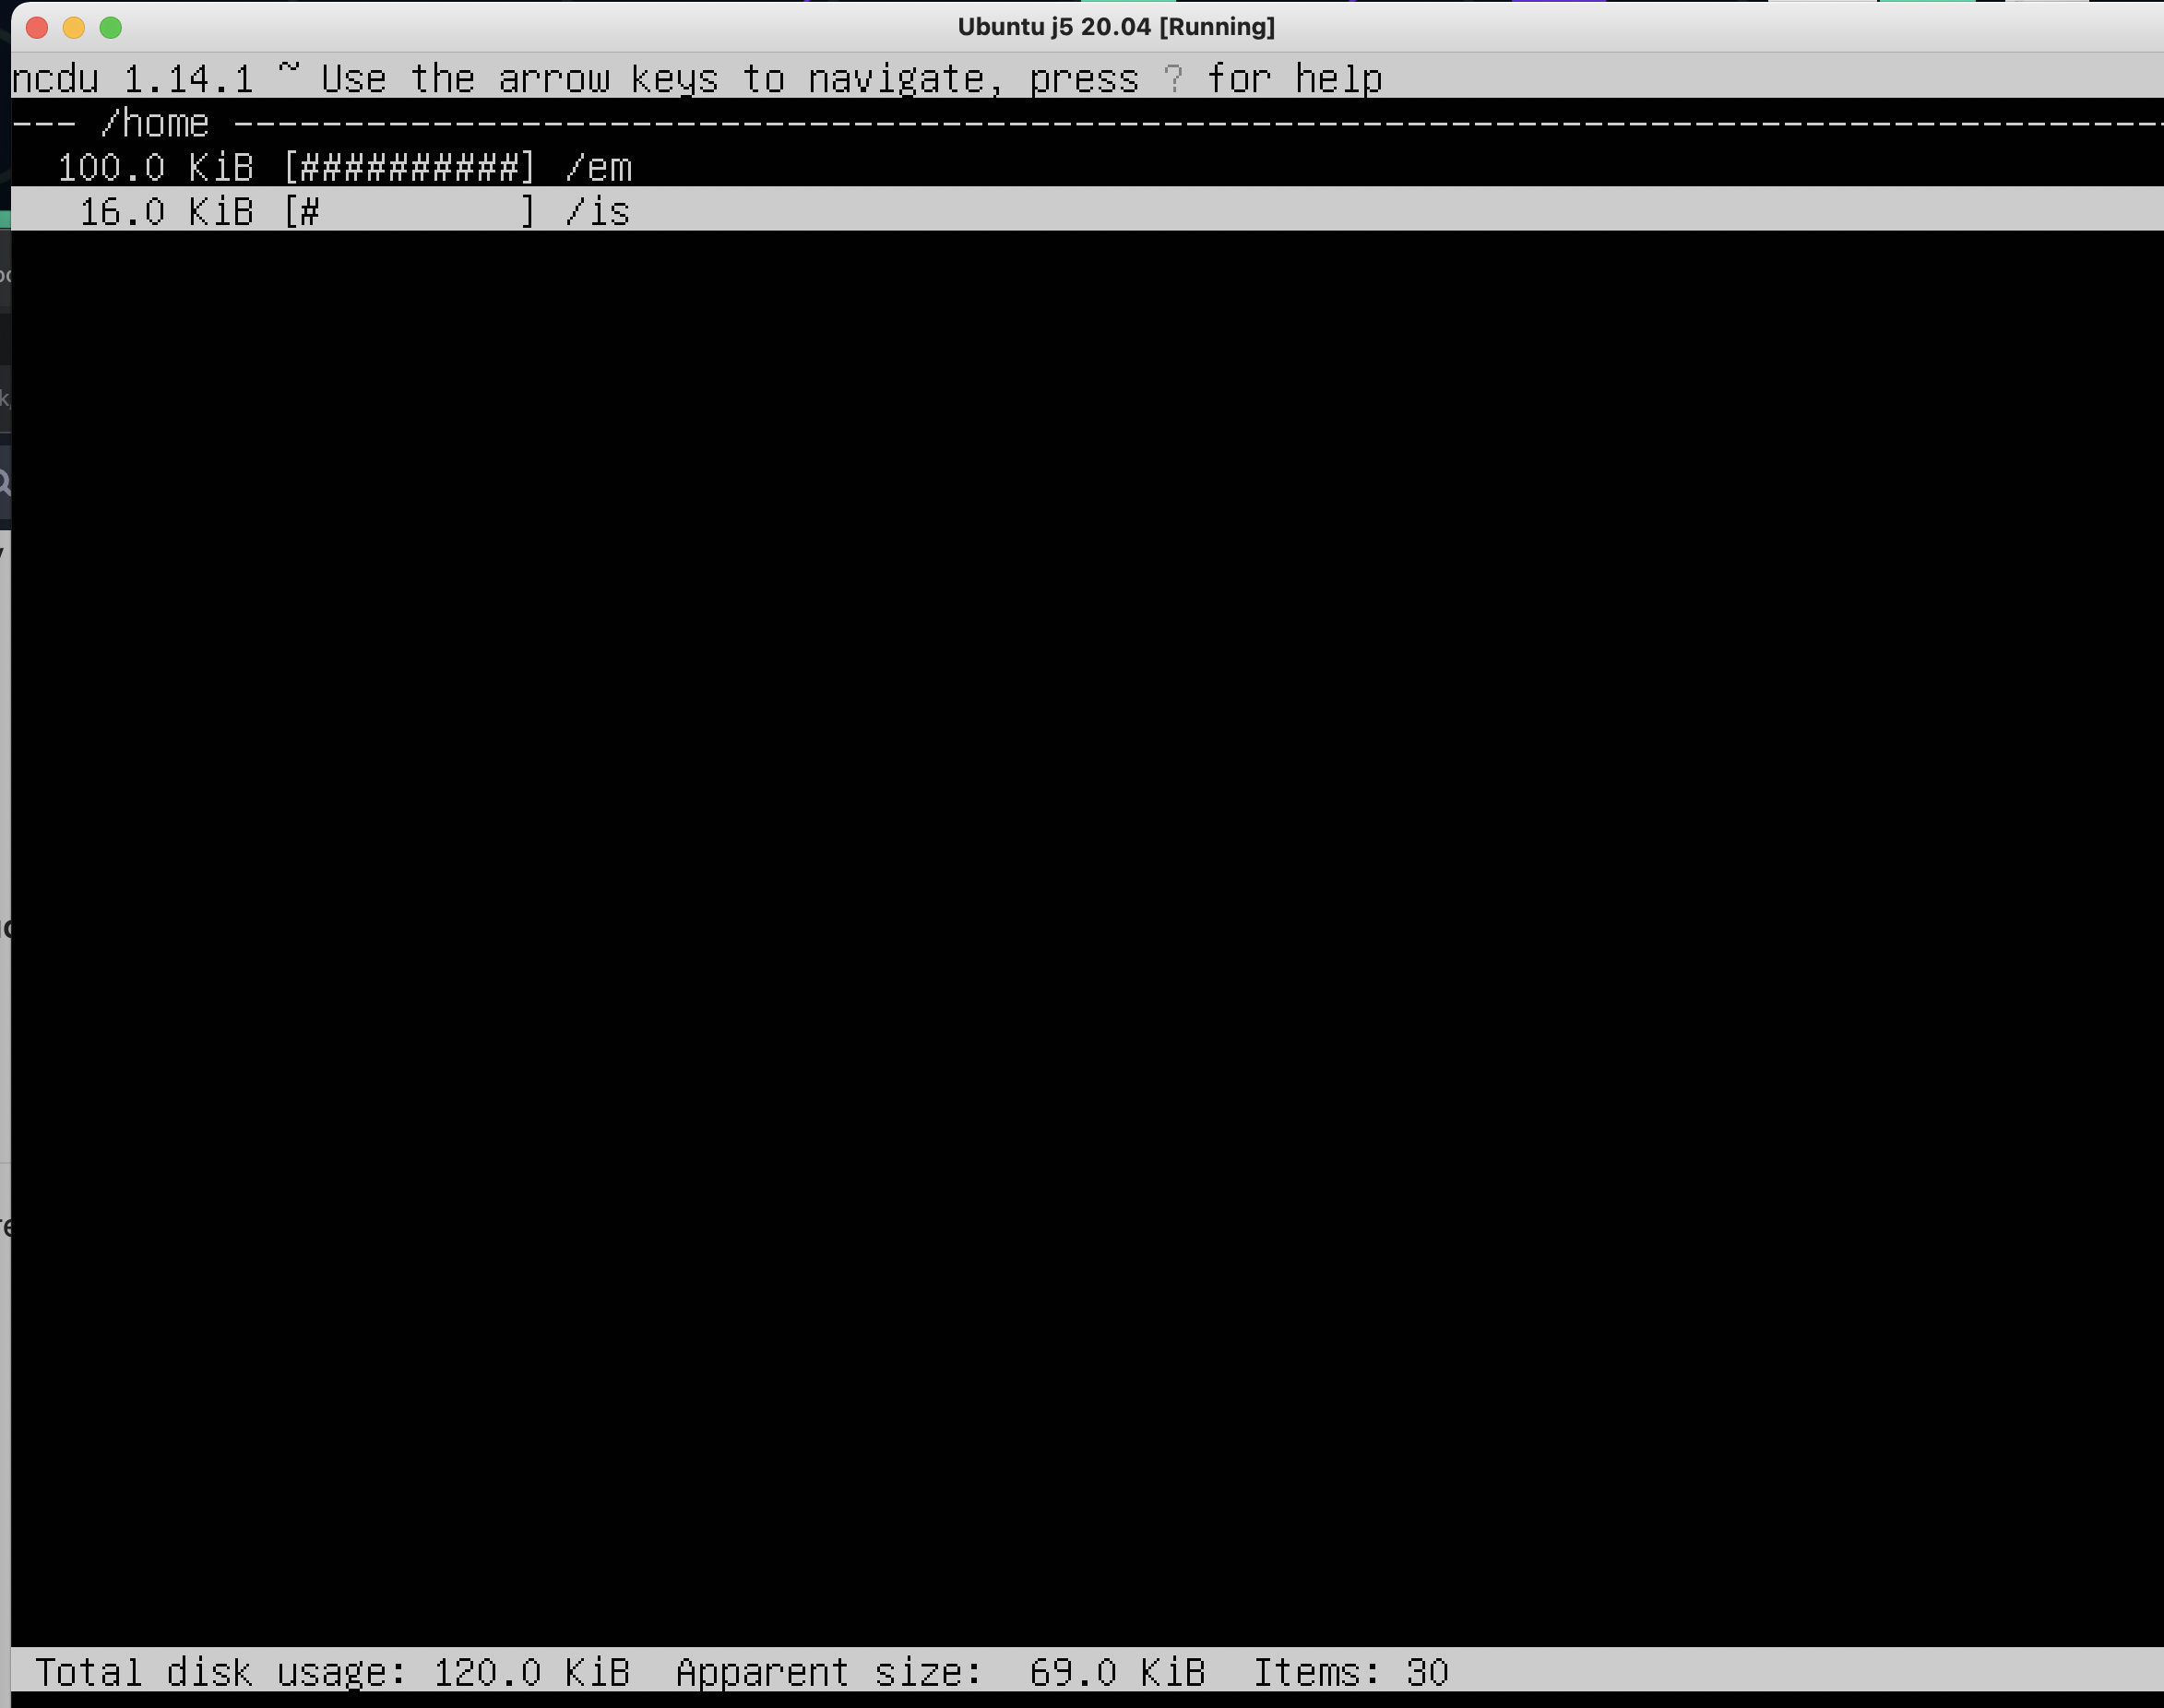 Ubuntu j5 20.04 [Running]
ncdu 1.14.1 ~ Use the arrow keys to navigate, press ? for help
--- /home ----------------------------------------------------------------------------------------
  100.0 KiB [##########] /em
   16.0 KiB [#         ] /is
Total disk usage: 120.0 KiB  Apparent size:  69.0 KiB  Items: 30